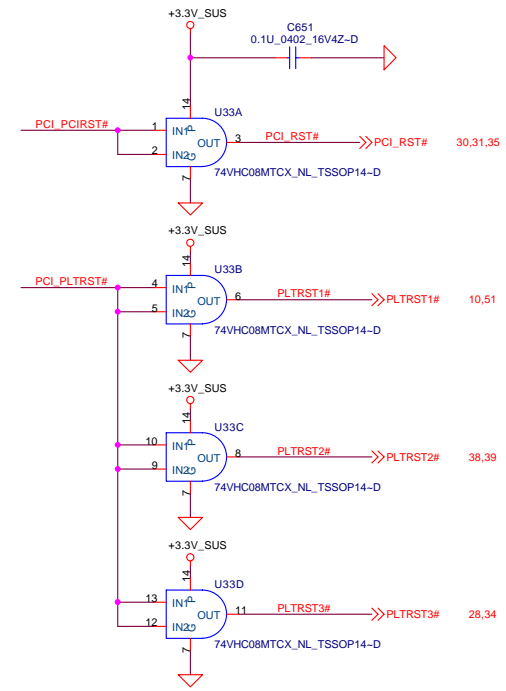 +3.3V_SUS
C651
0.1U_0402_16V4Z~D
14
U33A
PCI_PCIRST#
1
IN1
P
OUT
3
PCI_RST#
PCI_RST#
30,31,35
2
IN2
G
7
74VHC08MTCX_NL_TSSOP14~D
+3.3V_SUS
14
U33B
PCI_PLTRST#
4
IN1
P
OUT
6
PLTRST1#
PLTRST1#
10,51
5
IN2
G
7
74VHC08MTCX_NL_TSSOP14~D
+3.3V_SUS
14
U33C
10
IN1
P
OUT
8
PLTRST2#
PLTRST2#
38,39
9
IN2
G
7
74VHC08MTCX_NL_TSSOP14~D
+3.3V_SUS
14
U33D
13
IN1
P
OUT
11
PLTRST3#
PLTRST3#
28,34
12
IN2
G
7
74VHC08MTCX_NL_TSSOP14~D